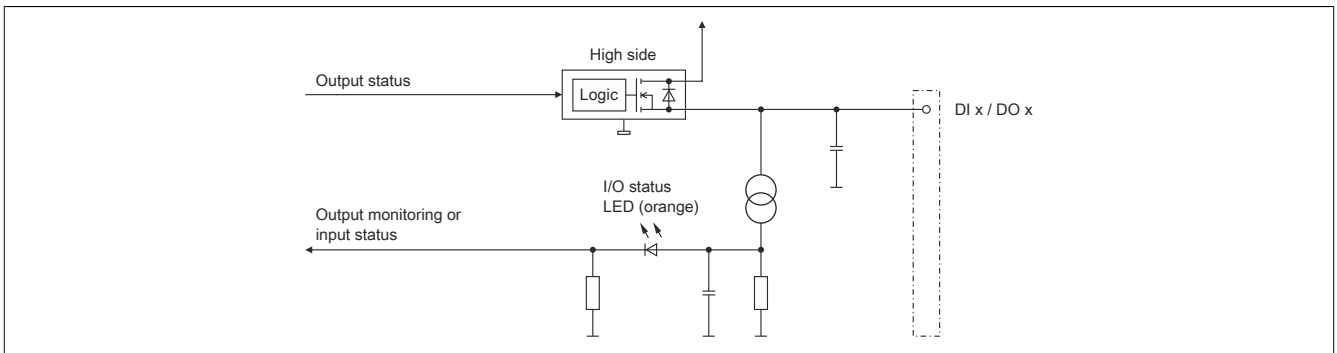 High side
Output status
Logic
DI x / DO x
I/O status
LED (orange)
Output monitoring or
input status